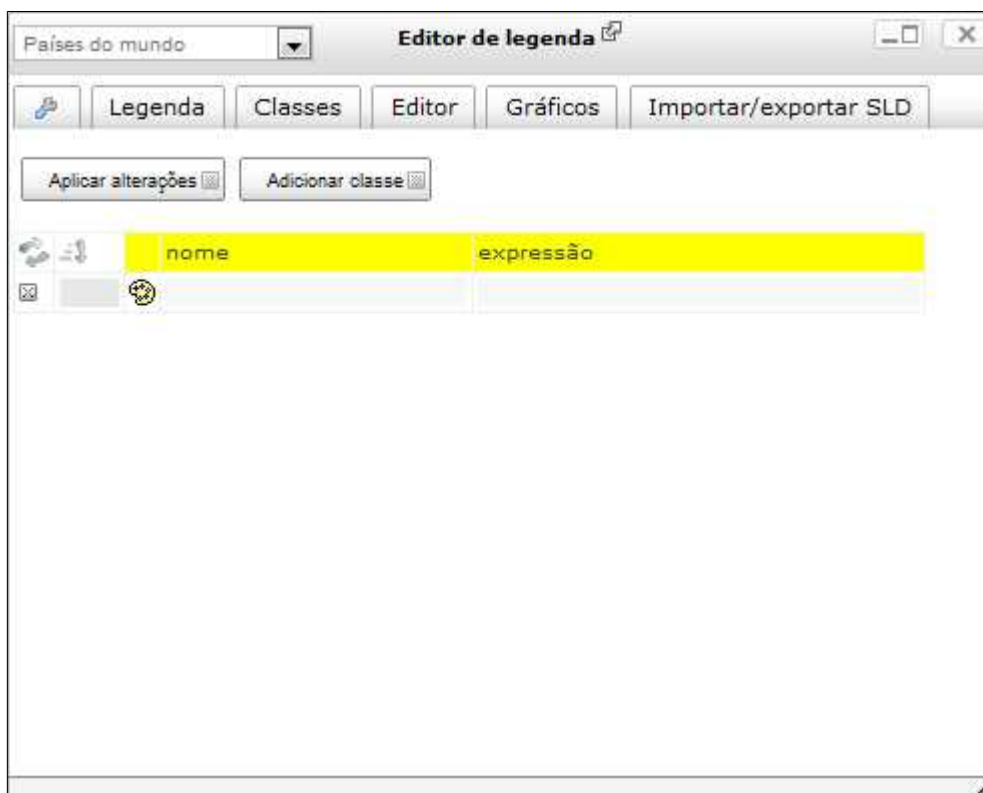 Países do mundo
Editor de legenda
Legenda
Classes
Editor
Gráficos
Importar/exportar SLD
Aplicar alterações
Adicionar classe
nome
expressão